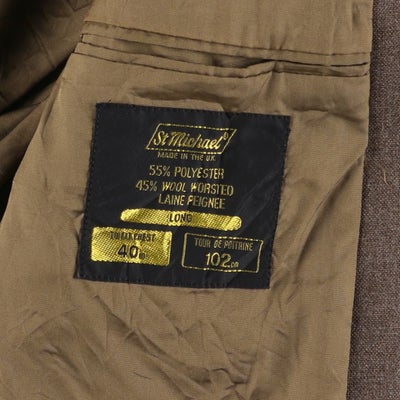 St Michael®
MADE IN THE UK
55% POLYESTER
45% WOOL WORSTED
LAINE PEIGNEE
LONG
TO FIT CHEST
40in
TOUR DE POITRINE
102cm